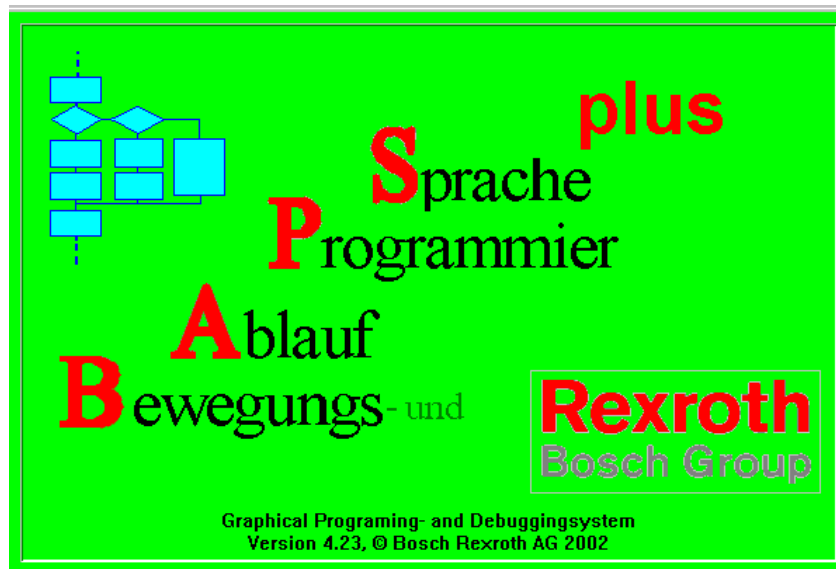 plus
Sprache
Programmier
Ablauf
Bewegungs- und
Rexroth
Bosch Group
Graphical Programing- and Debuggingsystem
Version 4.23, © Bosch Rexroth AG 2002